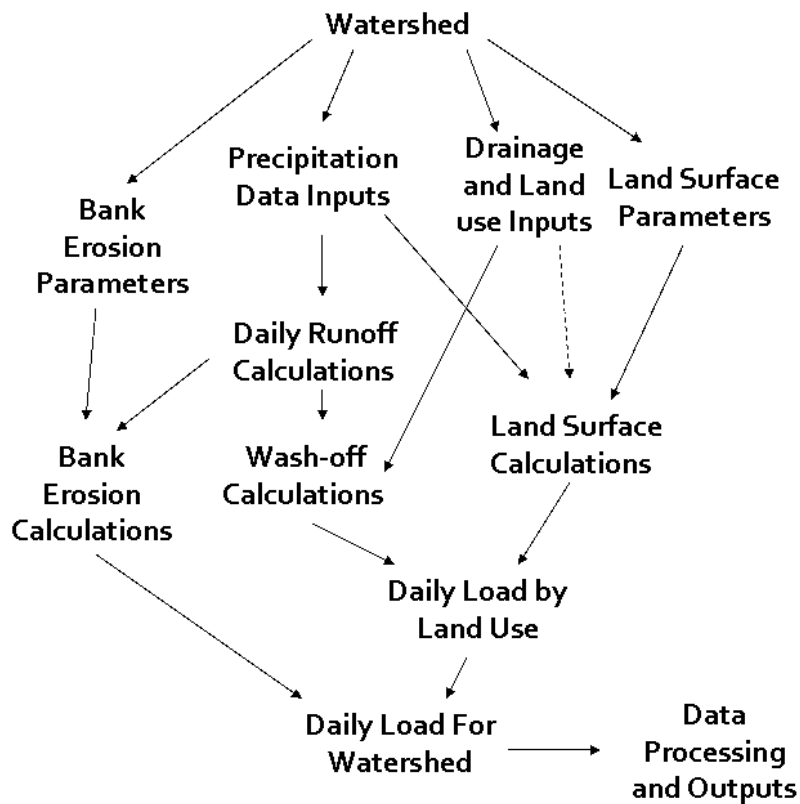 Watershed
Precipitation
Data Inputs
Drainage
and Land
use Inputs
Land Surface
Parameters
Bank
Erosion
Parameters
Daily Runoff
Calculations
Land Surface
Calculations
Bank
Erosion
Calculations
Wash-off
Calculations
Daily Load by
Land Use
Daily Load For
Watershed
Data
Processing
and Outputs